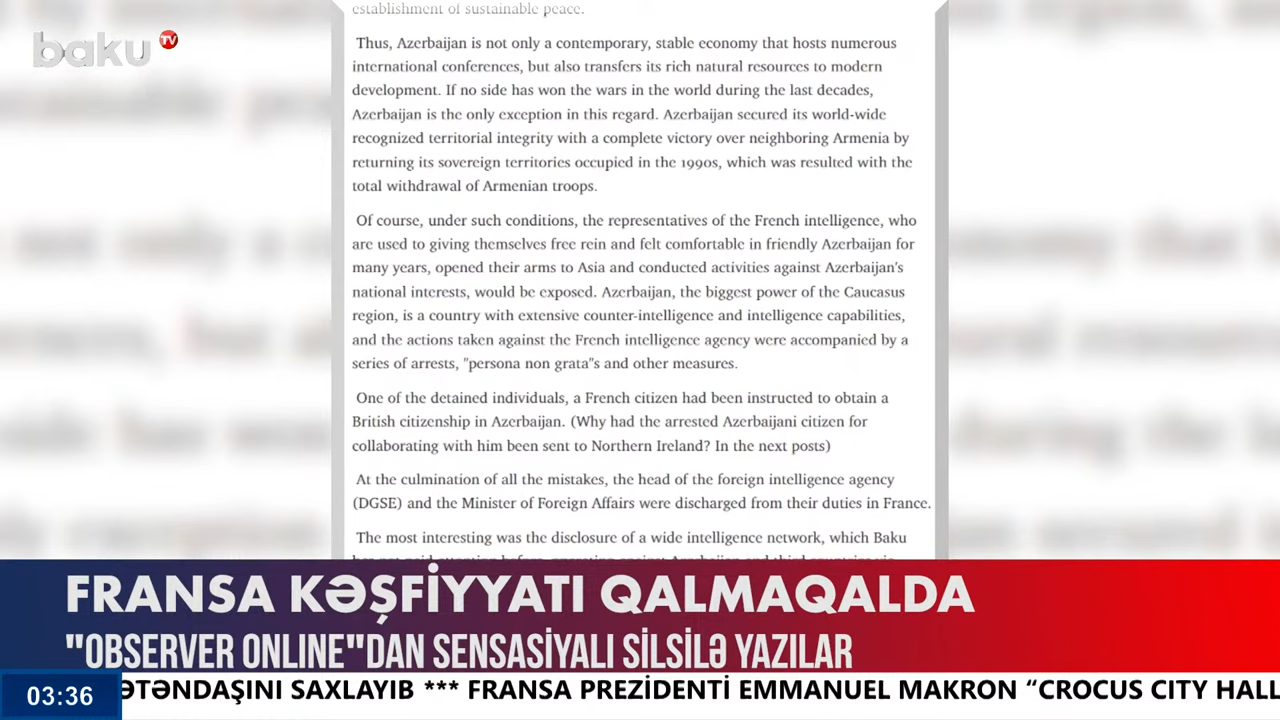 establishment of sustainable peace.
baku TV
Thus, Azerbaijan is not only a contemporary, stable economy that hosts numerous
international conferences, but also transfers its rich natural resources to modern
development. If no side has won the wars in the world during the last decades,
Azerbaijan is the only exception in this regard. Azerbaijan secured its world-wide
recognized territorial integrity with a complete victory over neighboring Armenia by
returning its sovereign territories occupied in the 1990s, which was resulted with the
total withdrawal of Armenian troops.
Of course, under such conditions, the representatives of the French intelligence, who
are used to giving themselves free rein and felt comfortable in friendly Azerbaijan for
many years, opened their arms to Asia and conducted activities against Azerbaijan's
national interests, would be exposed. Azerbaijan, the biggest power of the Caucasus
region, is a country with extensive counter-intelligence and intelligence capabilities,
and the actions taken against the French intelligence agency were accompanied by a
series of arrests, "persona non grata"s and other measures.
One of the detained individuals, a French citizen had been instructed to obtain a
British citizenship in Azerbaijan. (Why had the arrested Azerbaijani citizen for
collaborating with him been sent to Northern Ireland? In the next posts)
At the culmination of all the mistakes, the head of the foreign intelligence agency
(DGSE) and the Minister of Foreign Affairs were discharged from their duties in France.
The most interesting was the disclosure of a wide intelligence network, which Baku
FRANSA KƏŞFİYYATI QALMAQALDA
"OBSERVER ONLINE"DAN SENSASİYALI SİLSİLƏ YAZILAR
03:36
ƏTƏNDAŞINI SAXLAYIB *** FRANSA PREZİDENTİ EMMANUEL MAKRON “CROCUS CITY HALL